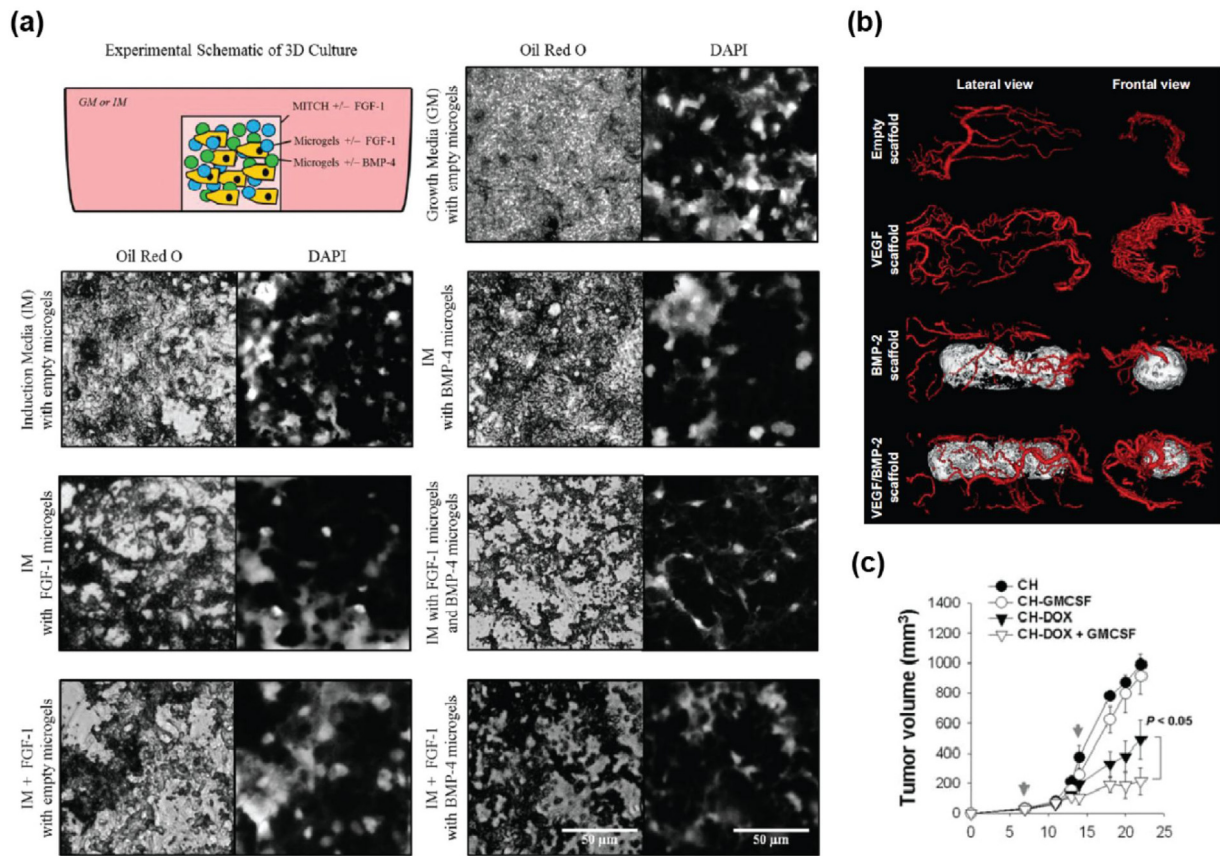 (a)
Experimental Schematic of 3D Culture
GM or IM
MITCH +/− FGF-1
Microgels +/− FGF-1
Microgels +/− BMP-4
Oil Red O
DAPI
Growth Media (GM)
with empty microgels
Oil Red O
DAPI
Induction Media (IM)
with empty microgels
IM
with BMP-4 microgels
IM
with FGF-1 microgels
IM with FGF-1 microgels
and BMP-4 microgels
IM + FGF-1
with empty microgels
IM + FGF-1
with BMP-4 microgels
50 µm
50 µm
(b)
Lateral view
Frontal view
Empty
scaffold
VEGF
scaffold
BMP-2
scaffold
VEGF/BMP-2
scaffold
(c)
CH
CH-GMCSF
CH-DOX
CH-DOX + GMCSF
Tumor volume (mm³)
1400
1200
1000
800
600
400
200
0
P < 0.05
0
5
10
15
20
25